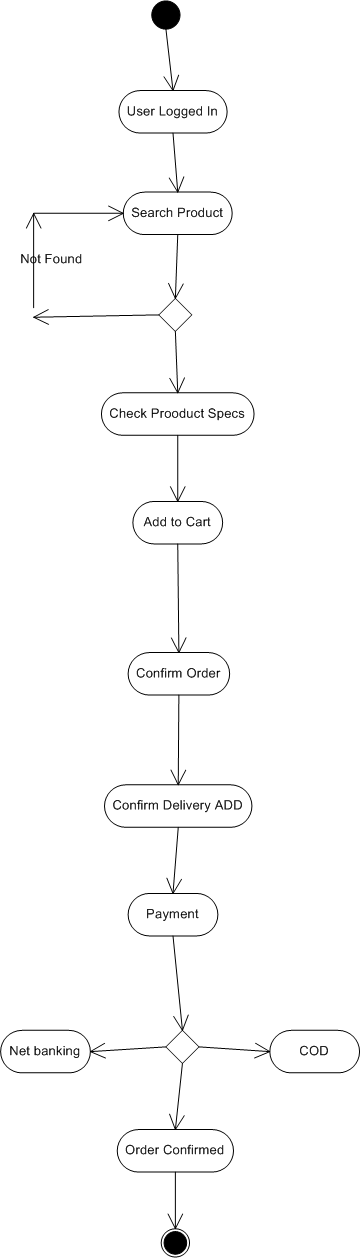 User Logged In
Search Product
Not Found
Check Prooduct Specs
Add to Cart
Confirm Order
Confirm Delivery ADD
Payment
Net banking
COD
Order Confirmed